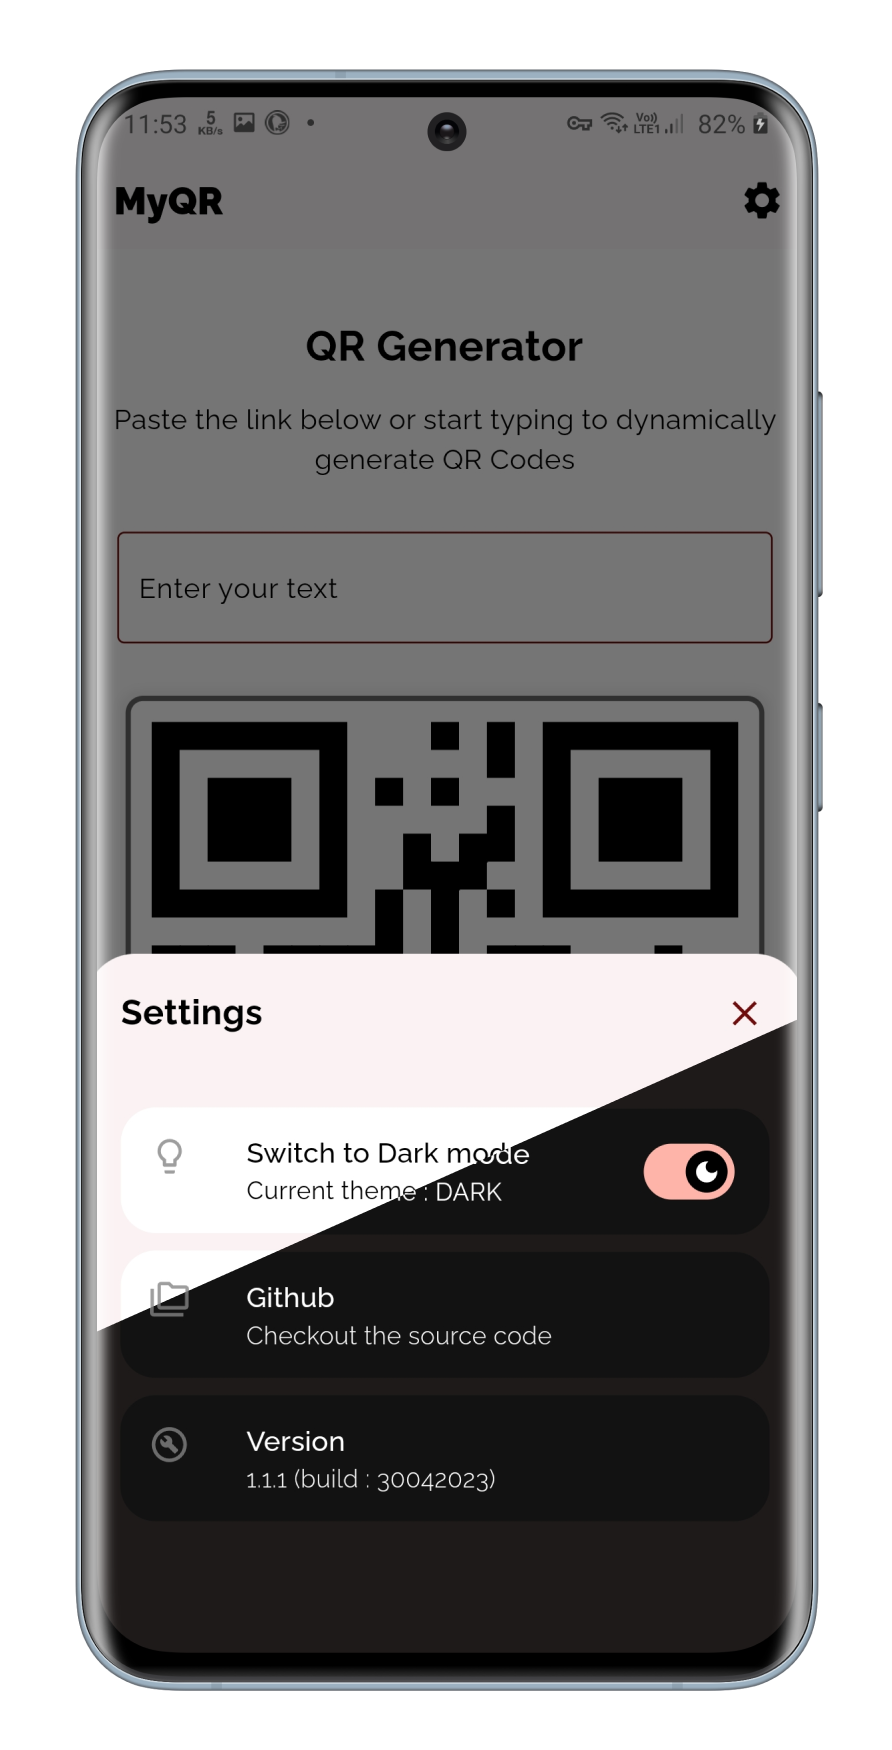 11:53 5 KB/s Vo)) LTE1 82%
MyQR
QR Generator
Paste the link below or start typing to dynamically
generate QR Codes
Enter your text
Settings
Switch to Dark mode
Current theme : DARK
Github
Checkout the source code
Version
1.1.1 (build : 30042023)